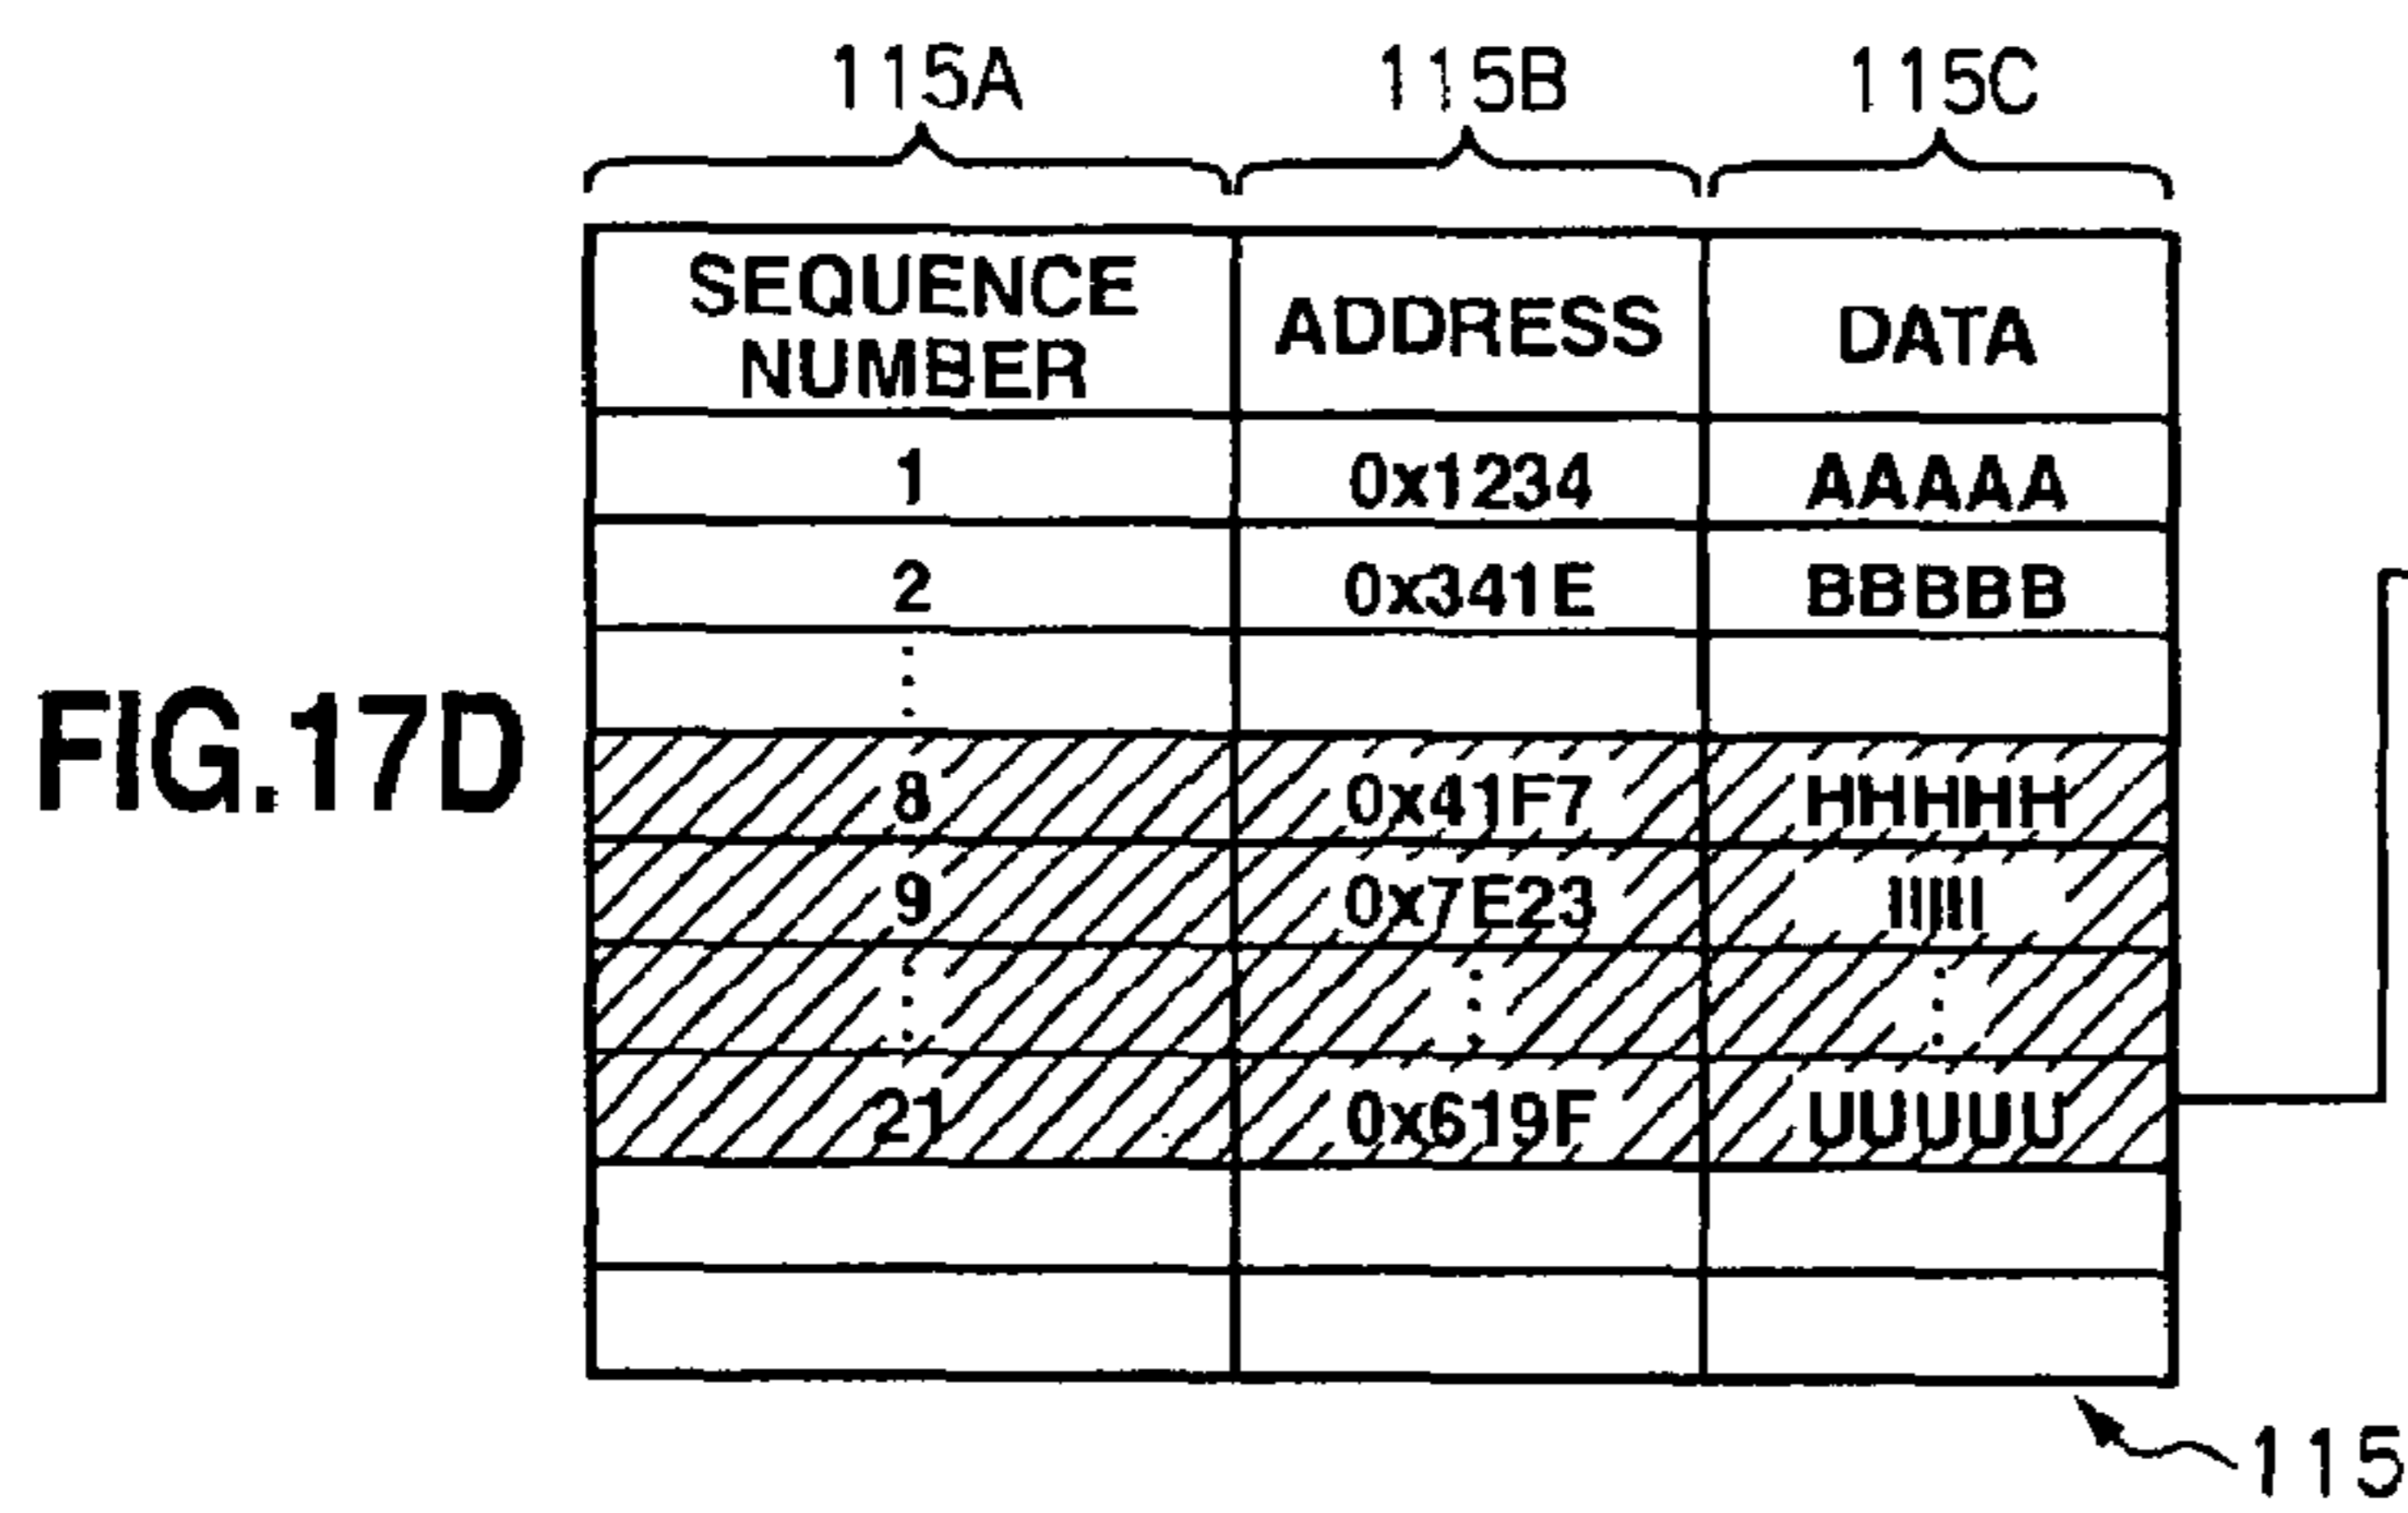 115A 115B 115C
SEQUENCE NUMBER ADDRESS DATA
1 0x1234 AAAAA
2 0x341E BBBBB
8 0x41F7 HHHHH
9 0x7E23 IIIII
21 0x619F UUUUU
FIG.17D
115